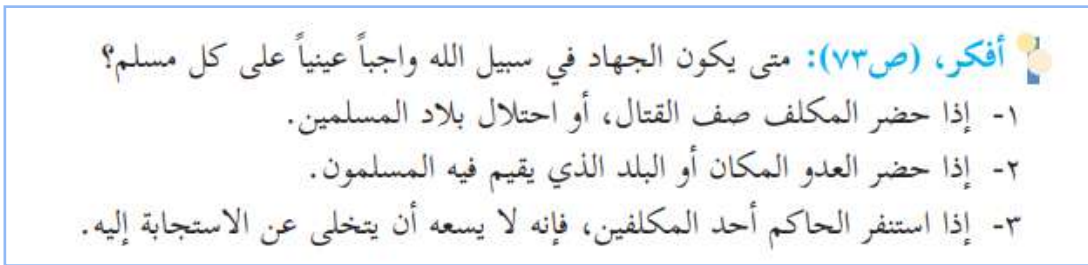 أفكر، (ص٧٣): متى يكون الجهاد في سبيل الله واجباً عينياً على كل مسلم؟
١- إذا حضر المكلف صف القتال، أو احتلال بلاد المسلمين.
٢- إذا حضر العدو المكان أو البلد الذي يقيم فيه المسلمون.
٣- إذا استنفر الحاكم أحد المكلفين، فإنه لا يسعه أن يتخلى عن الاستجابة إليه.